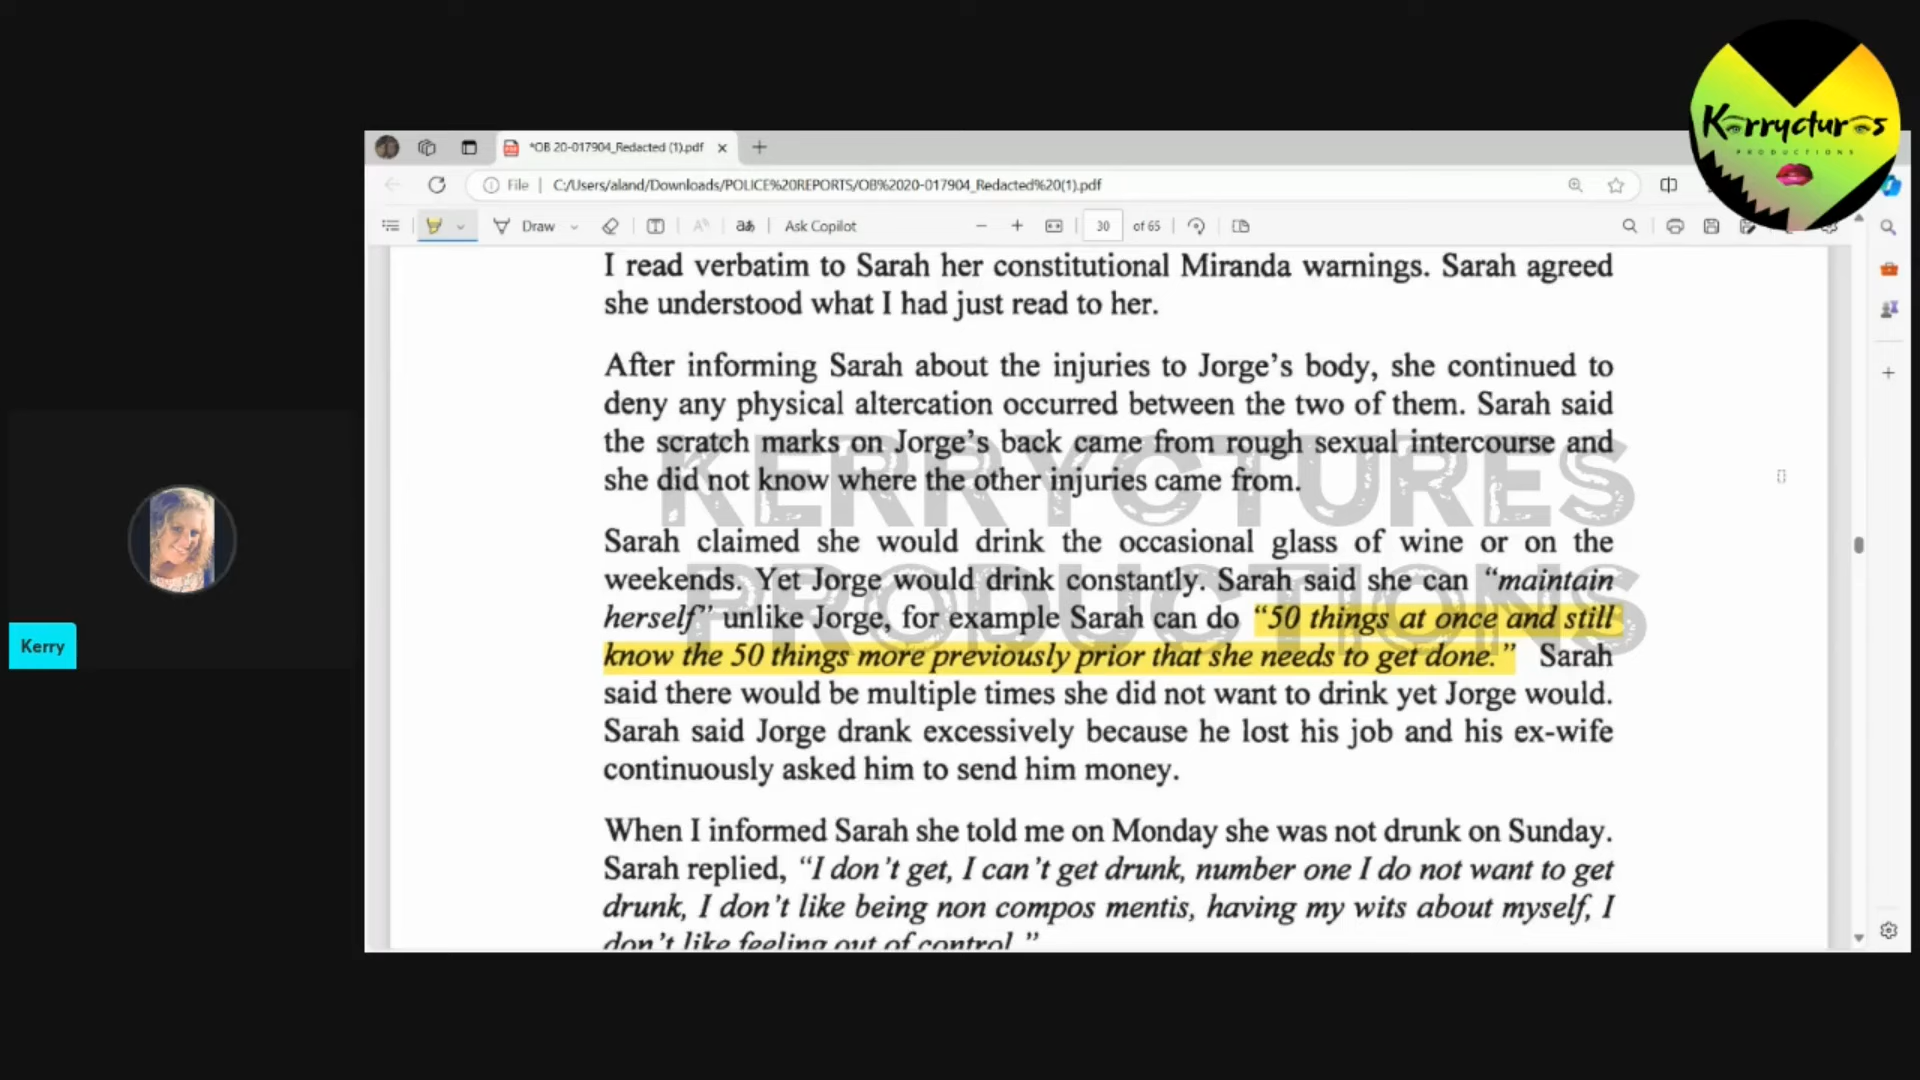 Kerryctures
PRODUCTIONS
*OB 20-017904_Redacted (1).pdf
File
C:/Users/aland/Downloads/POLICE%20REPORTS/OB%2020-017904_Redacted%20(1).pdf
Draw
Ask Copilot
30 of 65
I read verbatim to Sarah her constitutional Miranda warnings. Sarah agreed
she understood what I had just read to her.
After informing Sarah about the injuries to Jorge's body, she continued to
deny any physical altercation occurred between the two of them. Sarah said
the scratch marks on Jorge's back came from rough sexual intercourse and
she did not know where the other injuries came from.
Sarah claimed she would drink the occasional glass of wine or on the
weekends. Yet Jorge would drink constantly. Sarah said she can “maintain
herself” unlike Jorge, for example Sarah can do “50 things at once and still
know the 50 things more previously prior that she needs to get done.” Sarah
said there would be multiple times she did not want to drink yet Jorge would.
Sarah said Jorge drank excessively because he lost his job and his ex-wife
continuously asked him to send him money.
When I informed Sarah she told me on Monday she was not drunk on Sunday.
Sarah replied, “I don't get, I can't get drunk, number one I do not want to get
drunk, I don't like being non compos mentis, having my wits about myself, I
don't like feeling out of control.”
KERRYCTURES
PRODUCTIONS
Kerry